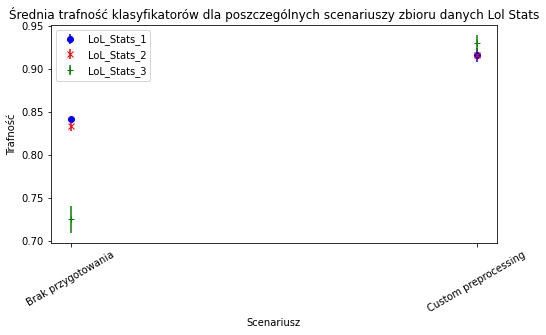 Średnia trafność klasyfikatorów dla poszczególnych scenariuszy zbioru danych Lol Stats
LoL_Stats_1
LoL_Stats_2
LoL_Stats_3
Trafność
0.95
0.90
0.85
0.80
0.75
0.70
Brak przygotowania
Custom preprocessing
Scenariusz